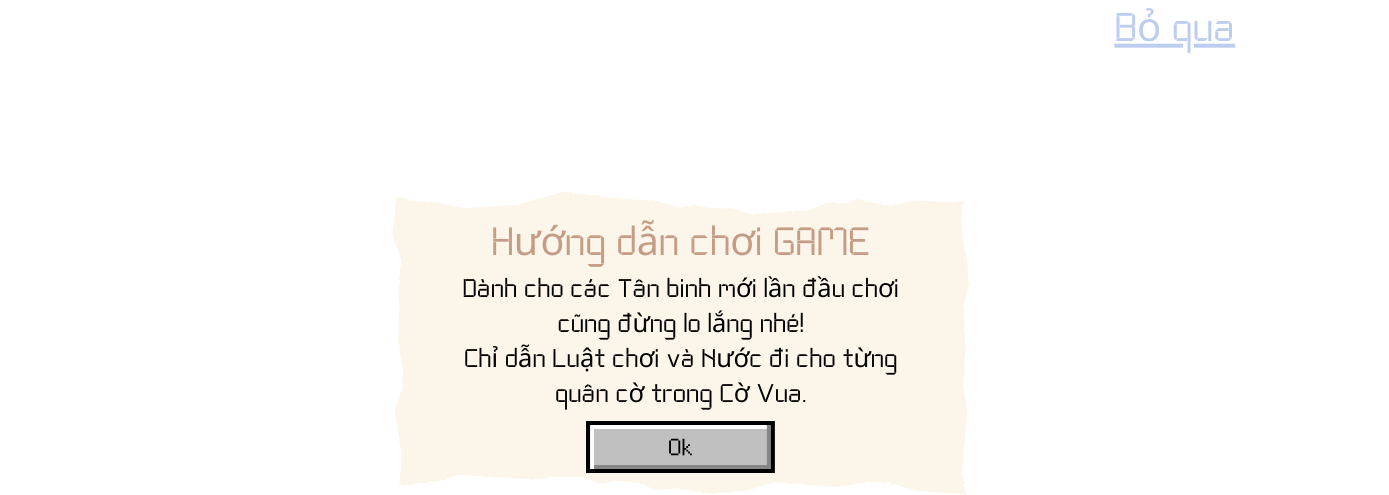 Bỏ qua
Hướng dẫn chơi GAME
Dành cho các Tân binh mới lần đầu chơi
cũng đừng lo lắng nhé!
Chỉ dẫn Luật chơi và Nước đi cho từng
quân cờ trong Cờ Vua.
Ok